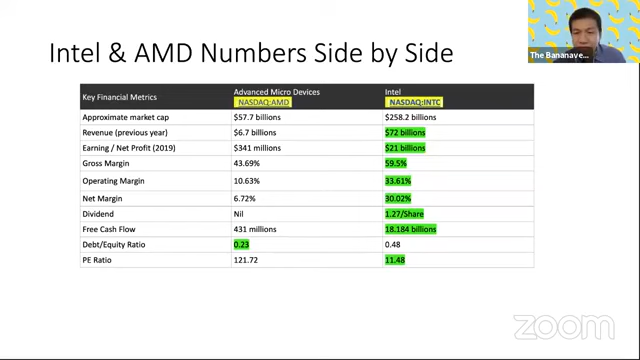 The Bananave...
Intel & AMD Numbers Side by Side
Key Financial Metrics Advanced Micro Devices NASDAQ:AMD Intel NASDAQ:INTC
Approximate market cap $57.7 billions $258.2 billions
Revenue (previous year) $6.7 billions $72 billions
Earning / Net Profit (2019) $341 millions $21 billions
Gross Margin 43.69% 59.5%
Operating Margin 10.63% 33.61%
Net Margin 6.72% 30.02%
Dividend Nil 1.27/Share
Free Cash Flow 431 millions 18.184 billions
Debt/Equity Ratio 0.23 0.48
PE Ratio 121.72 11.48
zoom